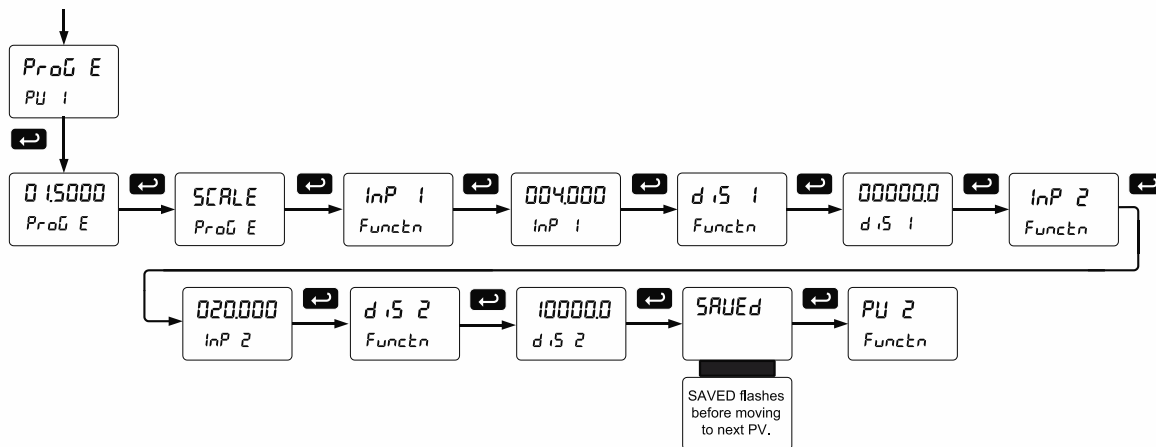 ProG E
PU 1
01.5000
ProG E
SCALE
ProG E
InP 1
Functn
004.000
InP 1
diS 1
Functn
00000.0
diS 1
InP 2
Functn
020.000
InP 2
diS 2
Functn
10000.0
diS 2
SAVEd
PU 2
Functn
SAVED flashes
before moving
to next PV.